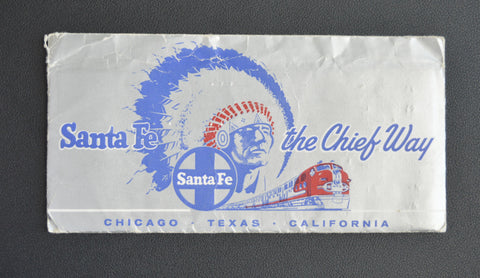 Santa Fe the Chief Way
Santa Fe
CHICAGO · TEXAS · CALIFORNIA